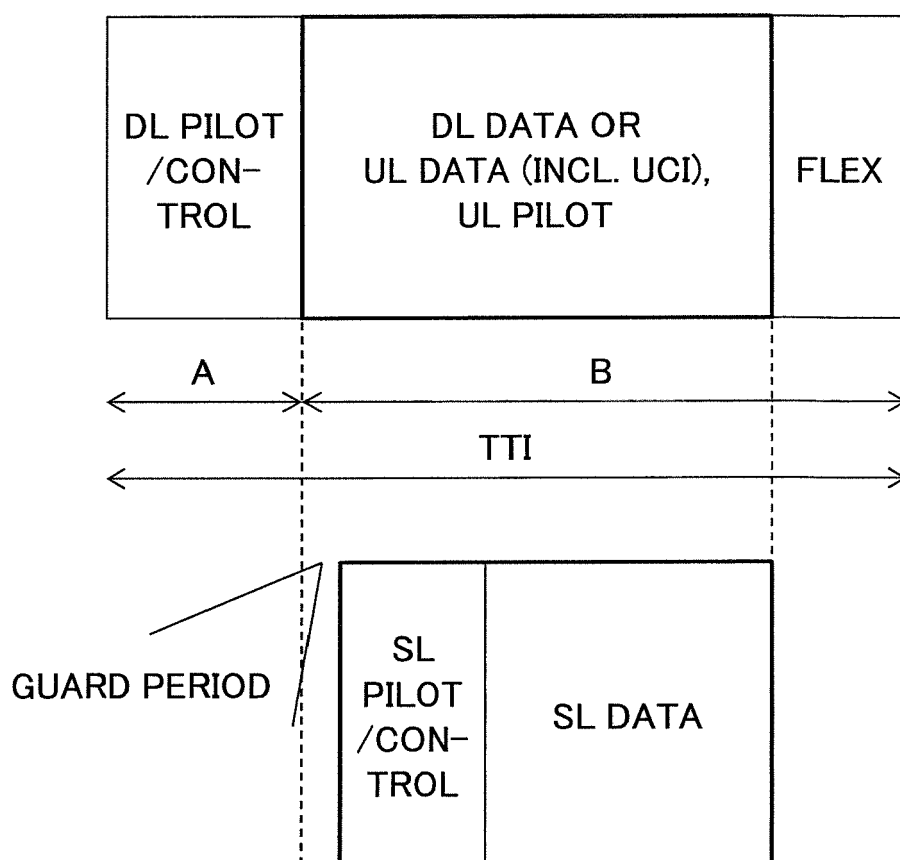 DL PILOT
/CON-
TROL
DL DATA OR
UL DATA (INCL. UCI),
UL PILOT
FLEX
A
B
TTI
GUARD PERIOD
SL
PILOT
/CON-
TROL
SL DATA